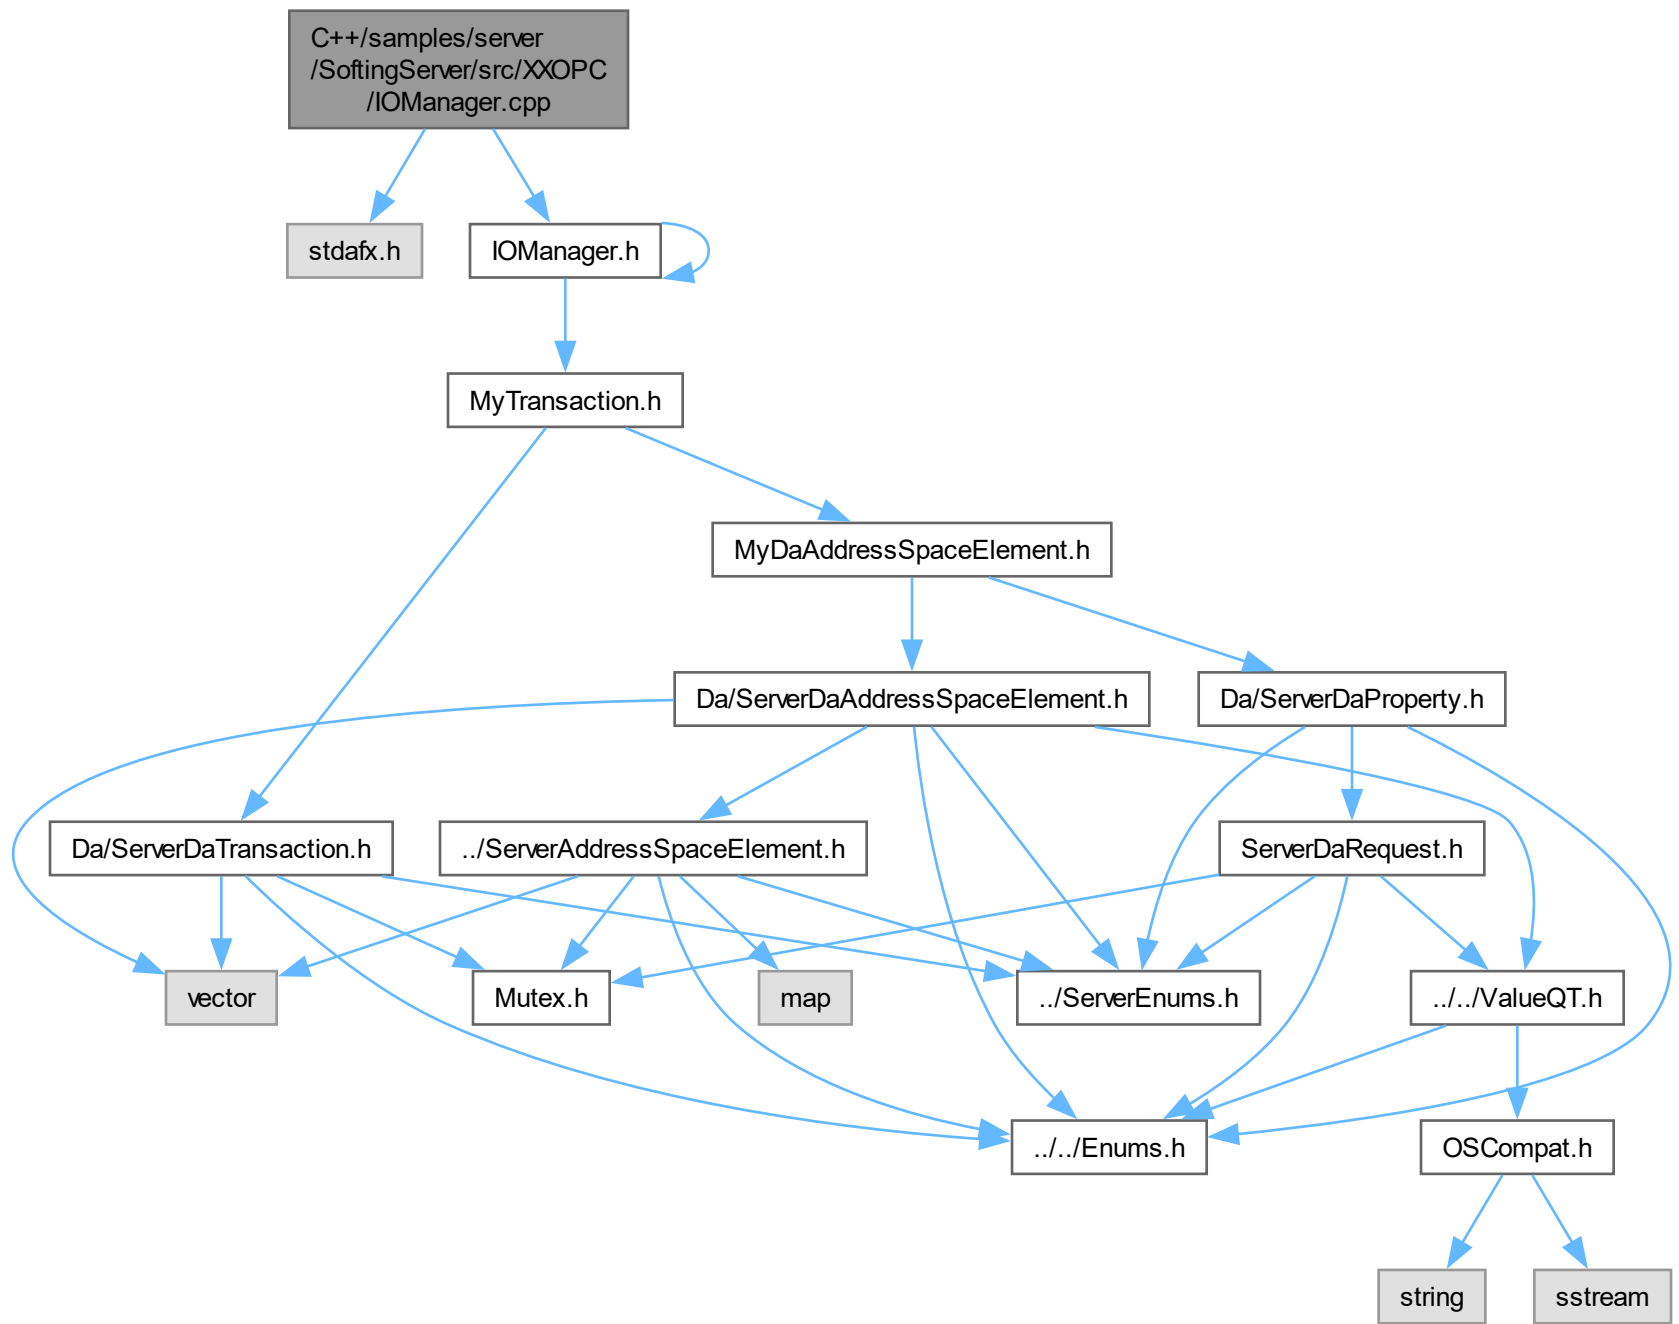 C++/samples/server
/SoftingServer/src/XXOPC
/IOManager.cpp
stdafx.h
IOManager.h
MyTransaction.h
MyDaAddressSpaceElement.h
Da/ServerDaAddressSpaceElement.h
Da/ServerDaProperty.h
Da/ServerDaTransaction.h
../ServerAddressSpaceElement.h
ServerDaRequest.h
vector
Mutex.h
map
../ServerEnums.h
../../ValueQT.h
../../Enums.h
OSCompat.h
string
sstream